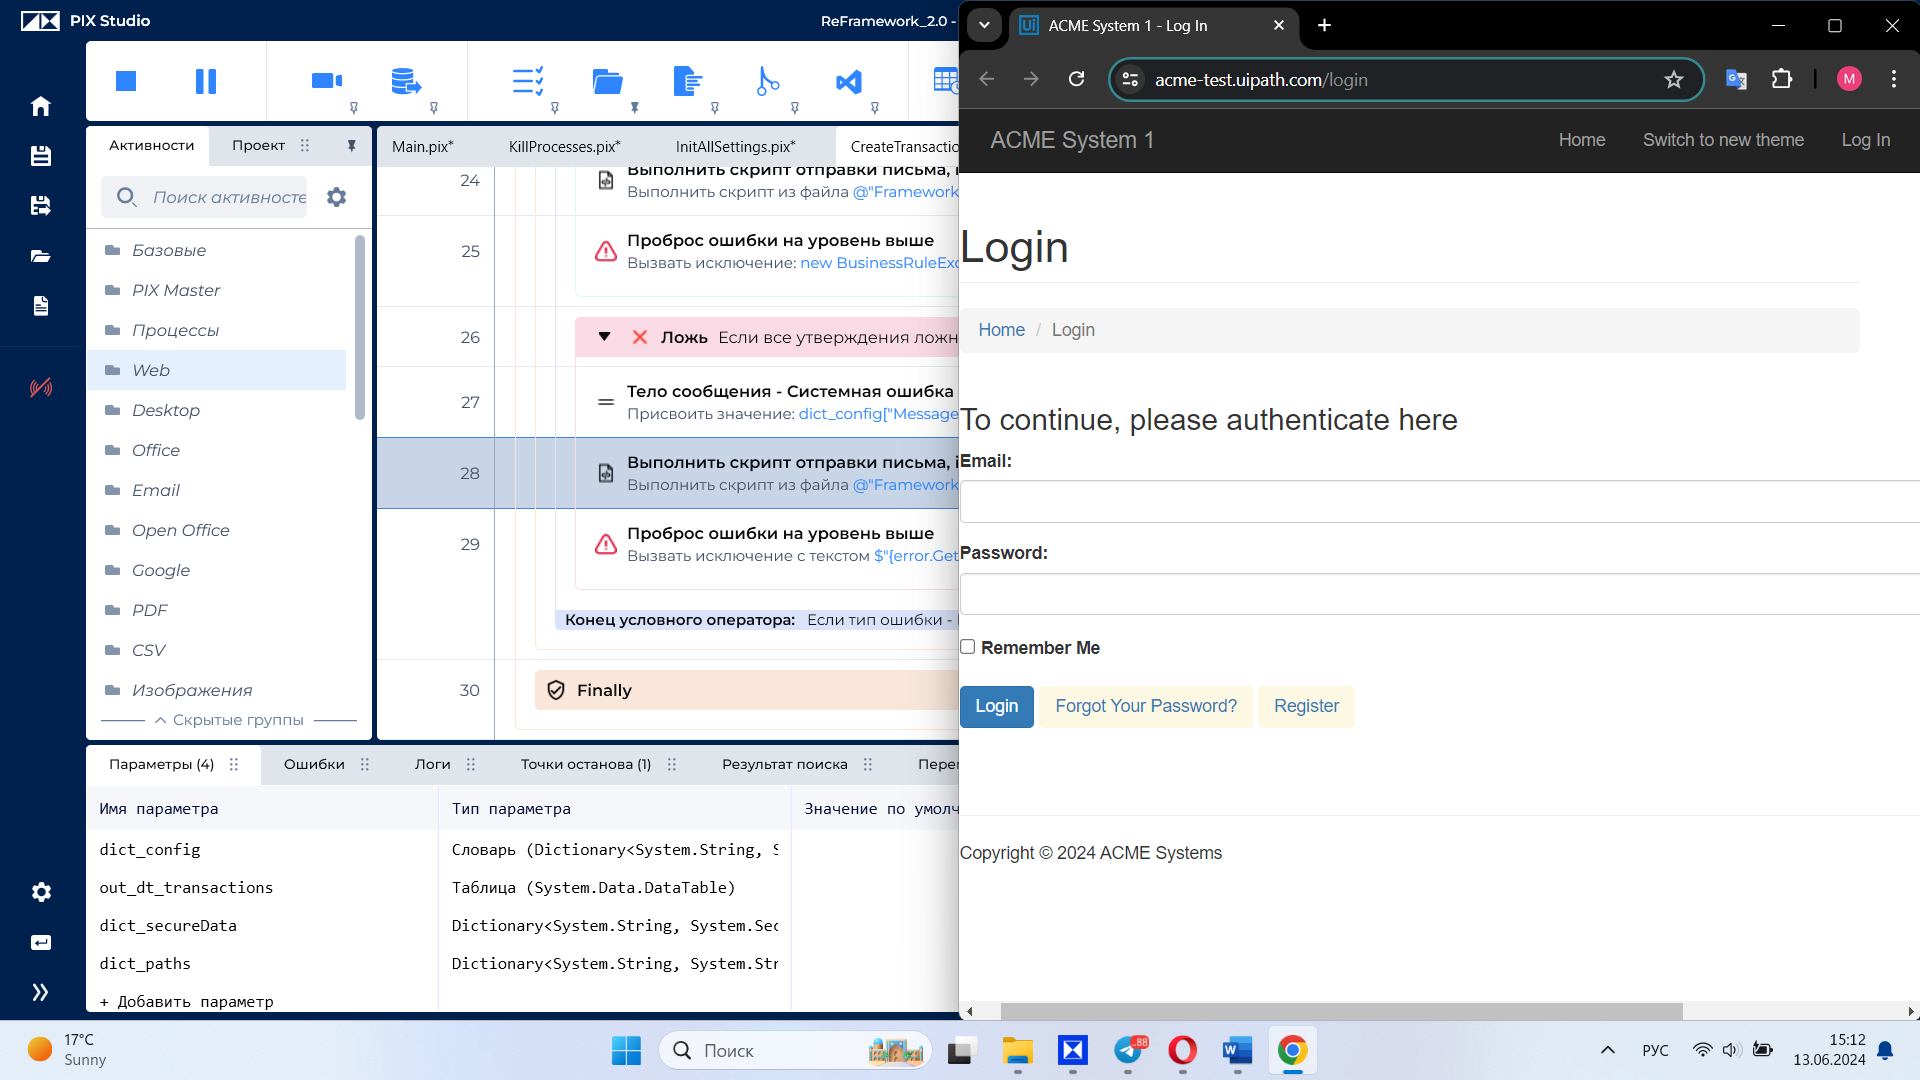 PIX Studio
ReFramework_2.0 -
Активности
Проект
Поиск активносте
Базовые
PIX Master
Процессы
Web
Desktop
Office
Email
Open Office
Google
PDF
CSV
Изображения
Скрытые группы
Main.pix*
KillProcesses.pix*
InitAllSettings.pix*
CreateTransactio
24
Выполнить скрипт отправки письма,
Выполнить скрипт из файла @"Framework
25
Проброс ошибки на уровень выше
Вызвать исключение: new BusinessRuleExc
26
Ложь Если все утверждения ложн
27
Тело сообщения - Системная ошибка
Присвоить значение: dict_config["Message
28
Выполнить скрипт отправки письма, i
Выполнить скрипт из файла @"Framework
29
Проброс ошибки на уровень выше
Вызвать исключение с текстом $"{error.Get
Конец условного оператора: Если тип ошибки -
30
Finally
Параметры (4)
Ошибки
Логи
Точки останова (1)
Результат поиска
Пере
Имя параметра
Тип параметра
Значение по умолч
dict_config
Словарь (Dictionary<System.String, S
out_dt_transactions
Таблица (System.Data.DataTable)
dict_secureData
Dictionary<System.String, System.Sec
dict_paths
Dictionary<System.String, System.Str
+ Добавить параметр
Ui
ACME System 1 - Log In
acme-test.uipath.com/login
M
ACME System 1
Home
Switch to new theme
Log In
Login
Home / Login
To continue, please authenticate here
Email:
Password:
Remember Me
Login
Forgot Your Password?
Register
Copyright © 2024 ACME Systems
17°C
Sunny
Поиск
.88
W
РУС
15:12
13.06.2024